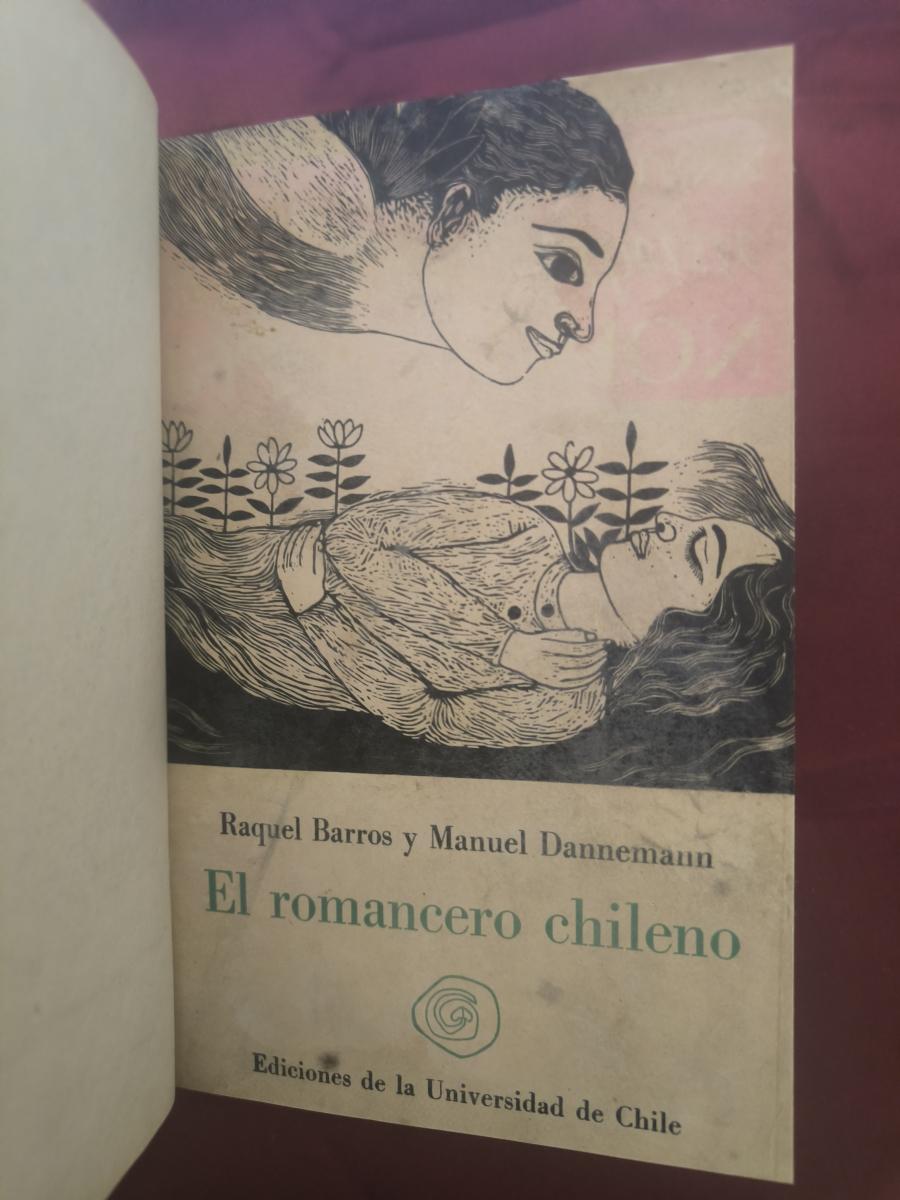 Raquel Barros y Manuel Dannemann
El romancero chileno
Ediciones de la Universidad de Chile